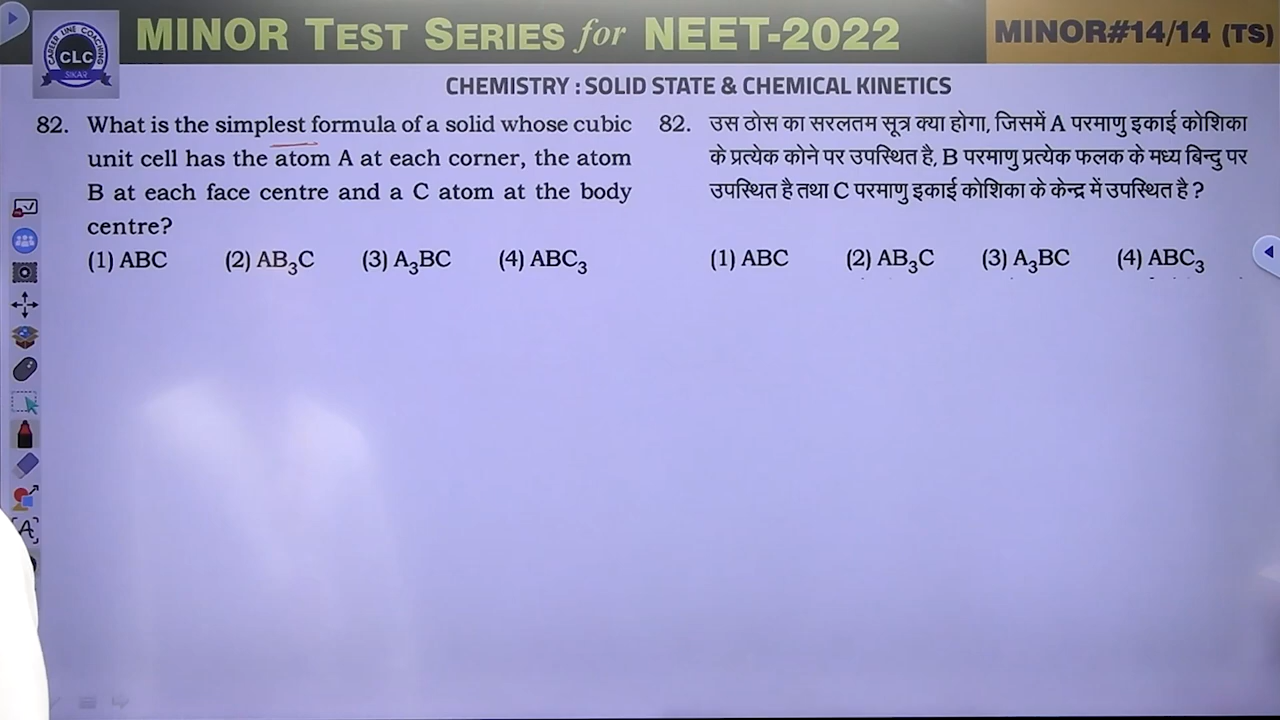 CAREER LINE COACHING
CLC
SIKAR
MINOR TEST SERIES for NEET-2022
MINOR#14/14 (TS)
CHEMISTRY : SOLID STATE & CHEMICAL KINETICS
82. What is the simplest formula of a solid whose cubic
unit cell has the atom A at each corner, the atom
B at each face centre and a C atom at the body
centre?
(1) ABC (2) AB₃C (3) A₃BC (4) ABC₃
82. उस ठोस का सरलतम सूत्र क्या होगा, जिसमें A परमाणु इकाई कोशिका
के प्रत्येक कोने पर उपस्थित है, B परमाणु प्रत्येक फलक के मध्य बिन्दु पर
उपस्थित है तथा C परमाणु इकाई कोशिका के केन्द्र में उपस्थित है ?
(1) ABC (2) AB₃C (3) A₃BC (4) ABC₃